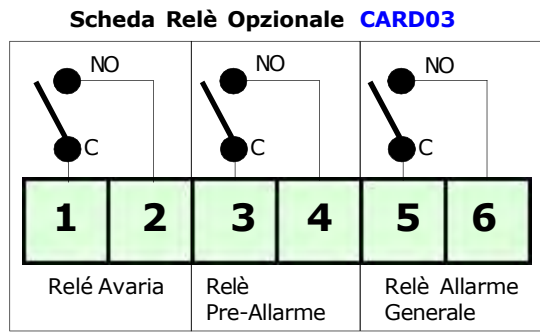 Scheda Relè Opzionale CARD03
NO NO NO
C C C
1 2 3 4 5 6
Relé Avaria Relè Relè Allarme
Pre-Allarme Generale